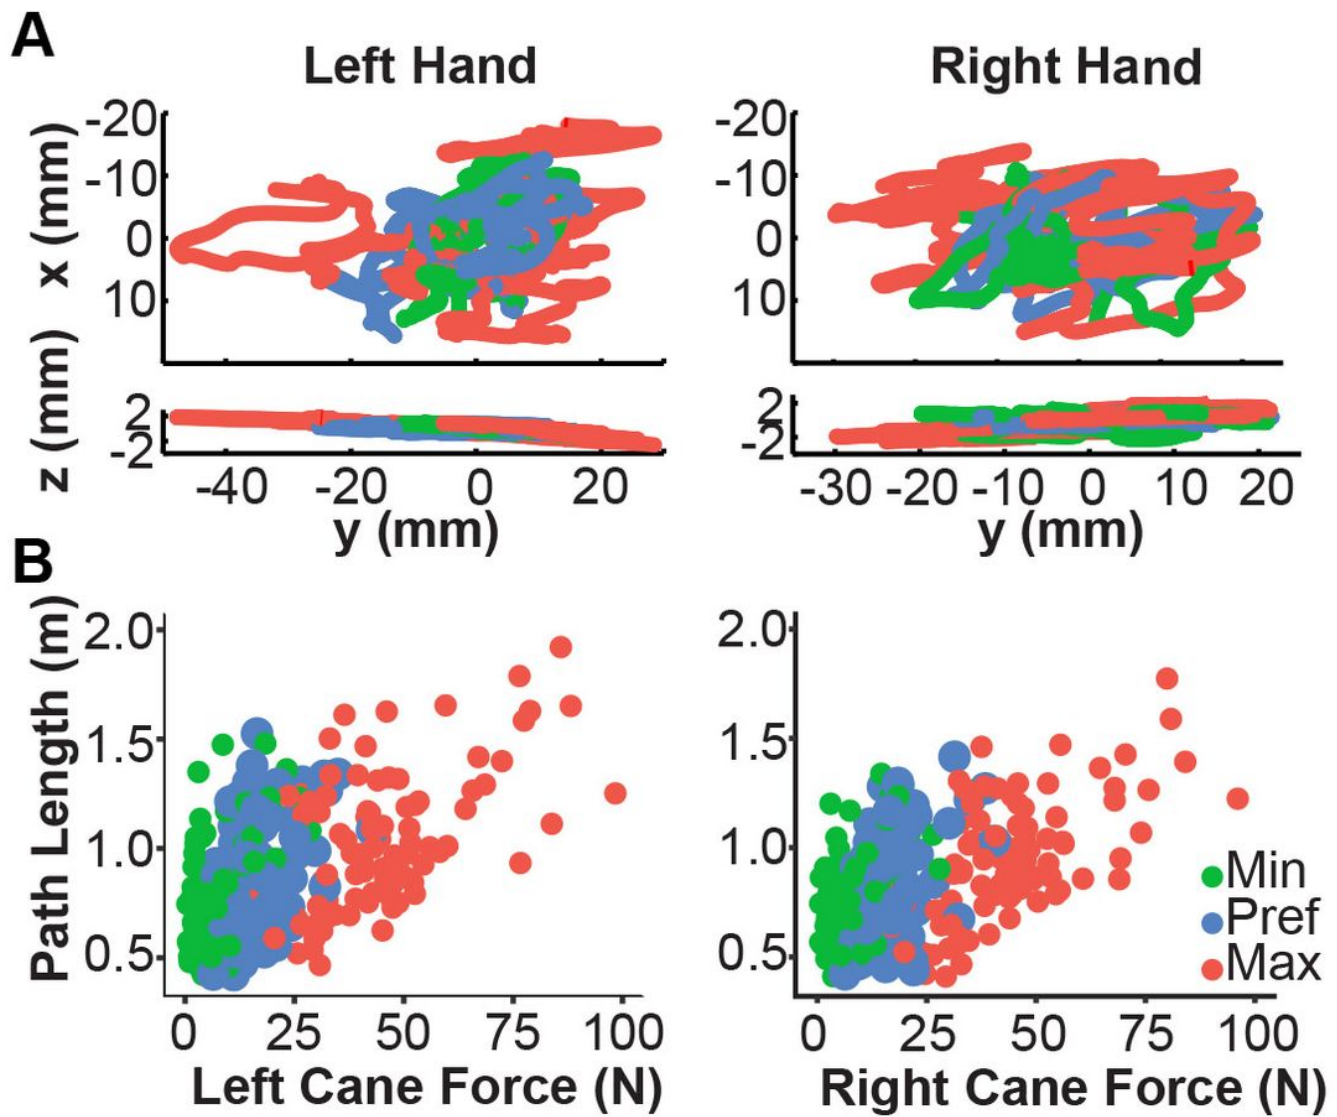 A
Left Hand
Right Hand
x (mm)
-20
-10
0
10
-20
-10
0
10
z (mm)
2
-2
2
-2
-40
-20
0
20
-30
-20
-10
0
10
20
y (mm)
y (mm)
B
Path Length (m)
2.0
1.5
1.0
0.5
2.0
1.5
1.0
0.5
Min
Pref
Max
0
25
50
75
100
0
25
50
75
100
Left Cane Force (N)
Right Cane Force (N)